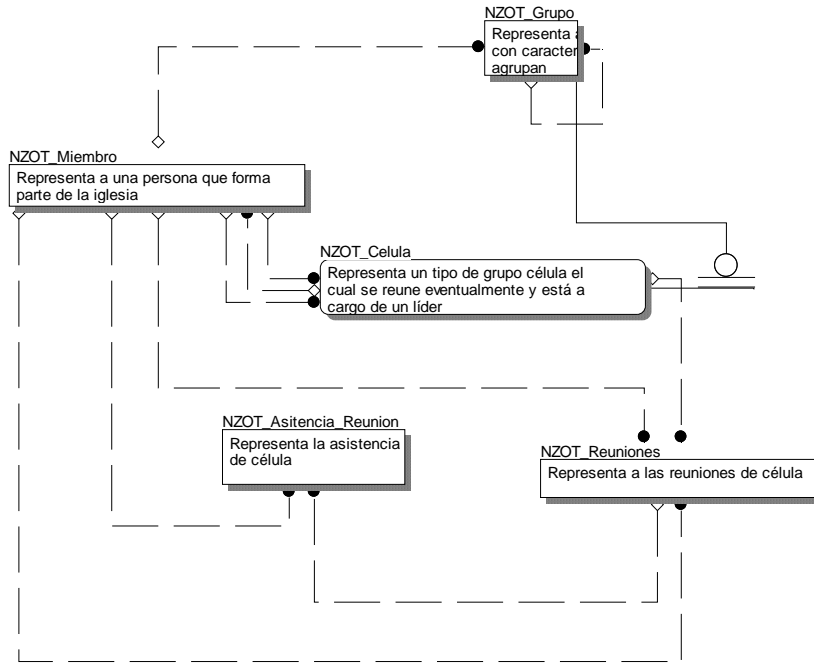 NZOT_Grupo
Representa a
con caracter
agrupan
NZOT_Miembro
Representa a una persona que forma
parte de la iglesia
NZOT_Celula
Representa un tipo de grupo célula el
cual se reune eventualmente y está a
cargo de un líder
NZOT_Asitencia_Reunion
Representa la asistencia
de célula
NZOT_Reuniones
Representa a las reuniones de célula